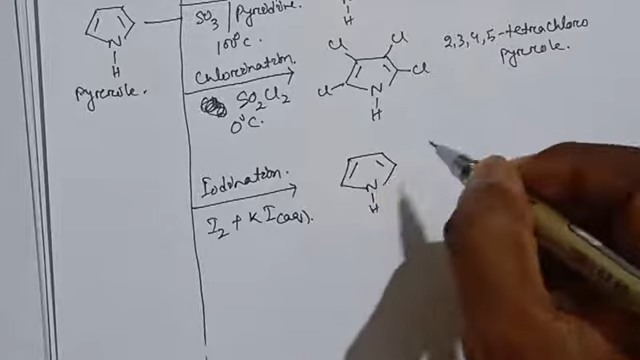 SO3 | Pyridine.
100°C.
N
H
N
H
Pyrrole.
Chlorination.
SO2Cl2
0°C.
Cl
Cl
Cl
Cl
N
H
2,3,4,5-tetrachloro
Pyrrole.
Iodination.
I2 + KI(aq).
N
H